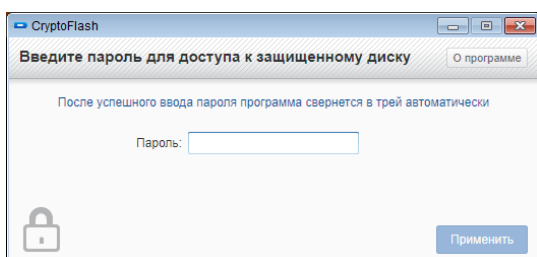 CryptoFlash
Введите пароль для доступа к защищенному диску
О программе
После успешного ввода пароля программа свернется в трей автоматически
Пароль:
Применить